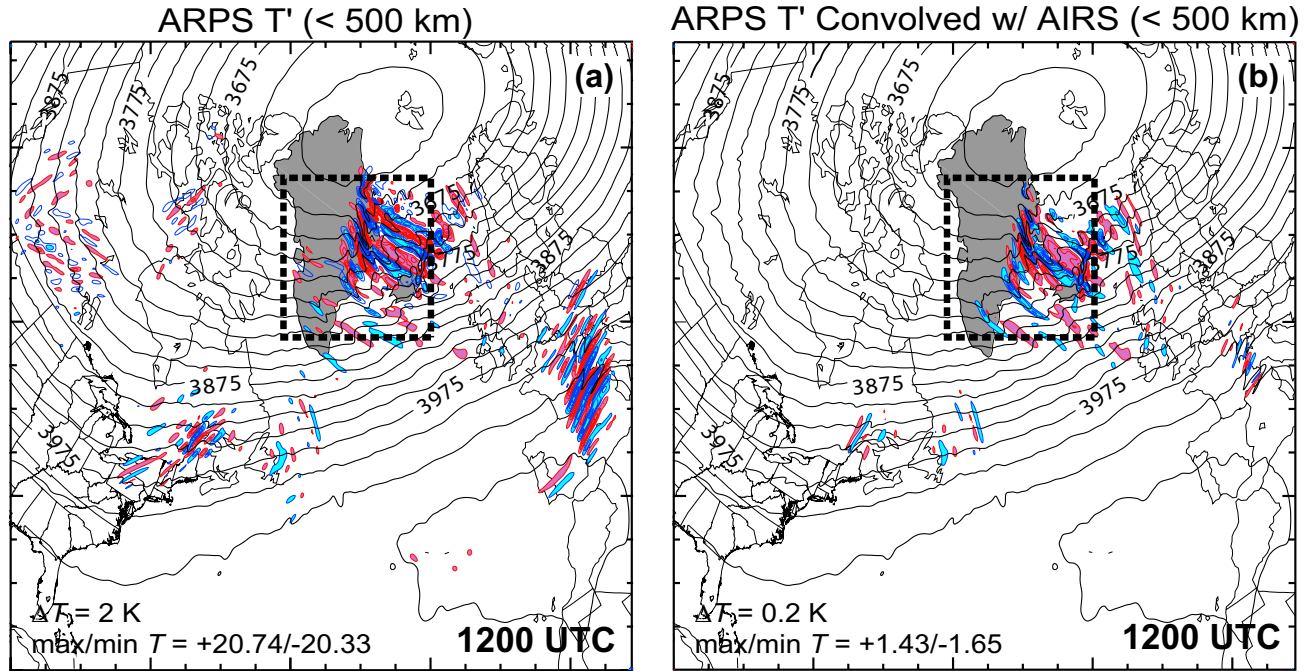 ARPS T' (< 500 km)
ARPS T' Convolved w/ AIRS (< 500 km)
(a)
3875
3775
3675
3675
3775
3875
3875
3975
3975
ΔT = 2 K
max/min T = +20.74/-20.33
1200 UTC
(b)
3875
3775
3675
3675
3775
3875
3875
3975
3975
ΔT = 0.2 K
max/min T = +1.43/-1.65
1200 UTC